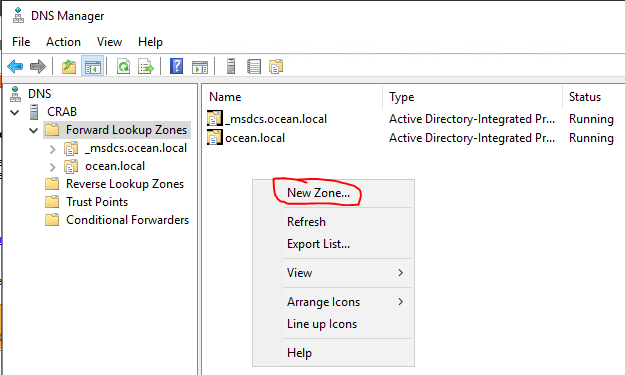 DNS Manager
File Action View Help
DNS
CRAB
Forward Lookup Zones
_msdcs.ocean.local
ocean.local
Reverse Lookup Zones
Trust Points
Conditional Forwarders
Name Type Status
_msdcs.ocean.local Active Directory-Integrated Pr... Running
ocean.local Active Directory-Integrated Pr... Running
New Zone...
Refresh
Export List...
View
Arrange Icons
Line up Icons
Help